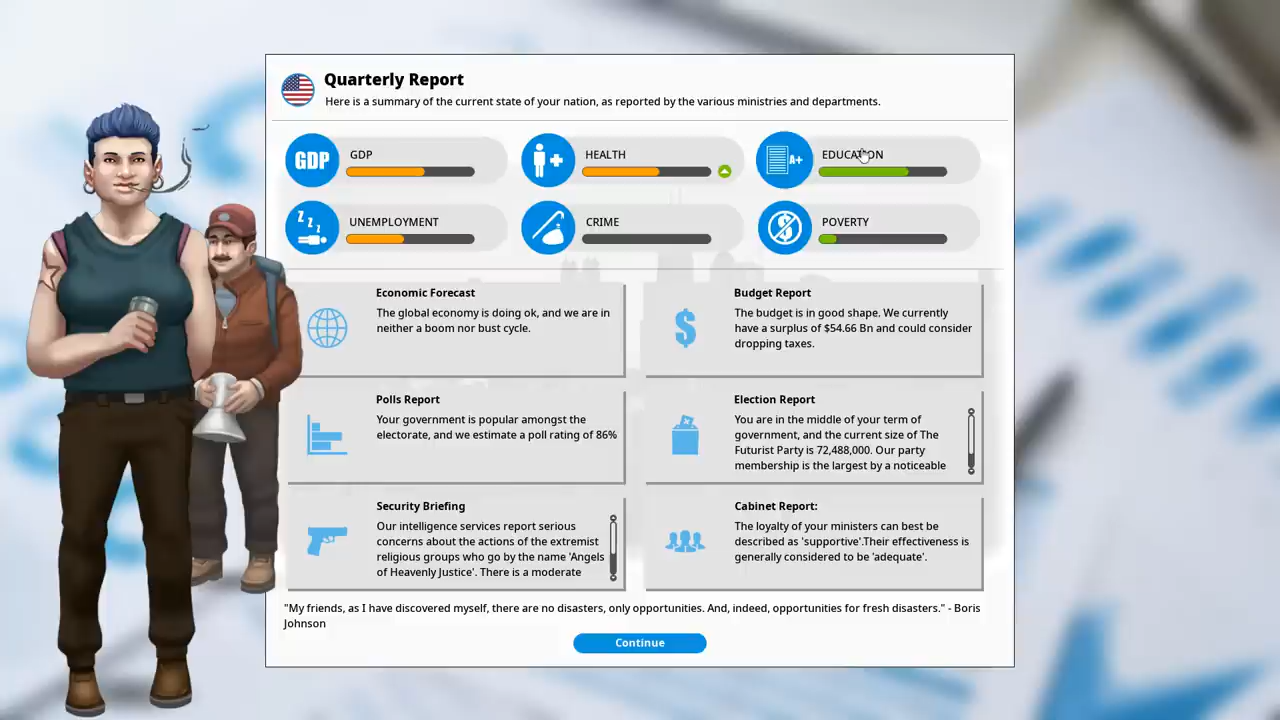 Quarterly Report
Here is a summary of the current state of your nation, as reported by the various ministries and departments.
GDP
GDP
HEALTH
A+
EDUCATION
Z Z Z
UNEMPLOYMENT
CRIME
$
POVERTY
Economic Forecast
The global economy is doing ok, and we are in
neither a boom nor bust cycle.
$
Budget Report
The budget is in good shape. We currently
have a surplus of $54.66 Bn and could consider
dropping taxes.
Polls Report
Your government is popular amongst the
electorate, and we estimate a poll rating of 86%
Election Report
You are in the middle of your term of
government, and the current size of The
Futurist Party is 72,488,000. Our party
membership is the largest by a noticeable
Security Briefing
Our intelligence services report serious
concerns about the actions of the extremist
religious groups who go by the name 'Angels
of Heavenly Justice'. There is a moderate
Cabinet Report:
The loyalty of your ministers can best be
described as 'supportive'.Their effectiveness is
generally considered to be 'adequate'.
"My friends, as I have discovered myself, there are no disasters, only opportunities. And, indeed, opportunities for fresh disasters." - Boris
Johnson
Continue